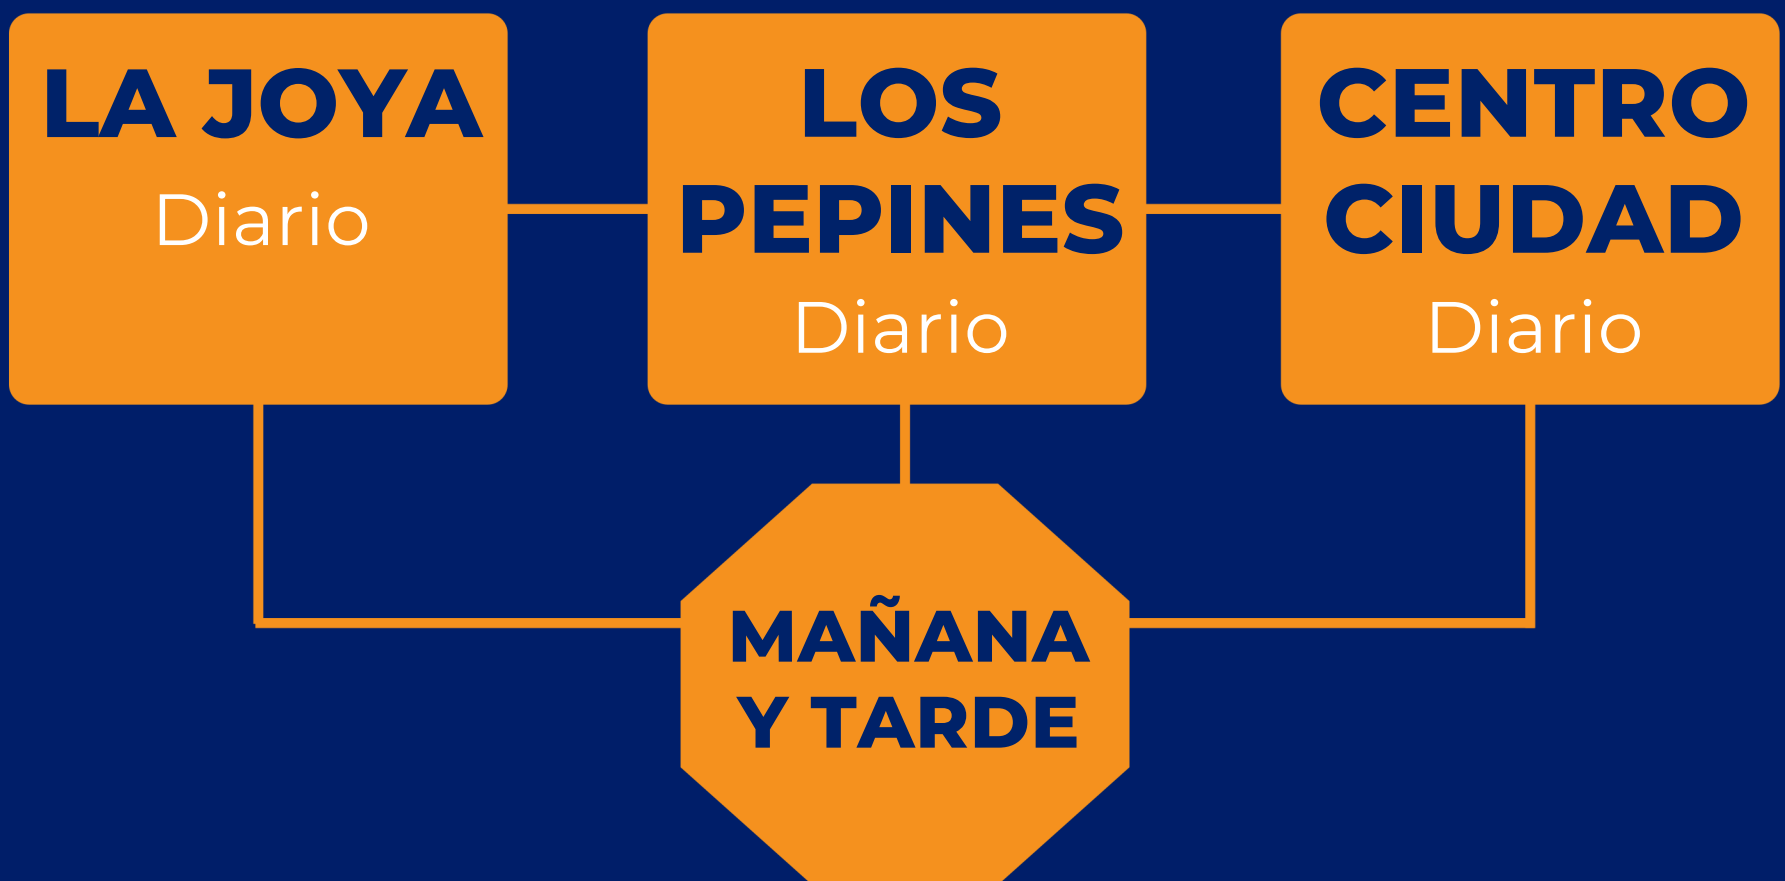 LA JOYA
Diario
LOS
PEPINES
Diario
CENTRO
CIUDAD
Diario
MAÑANA
Y TARDE